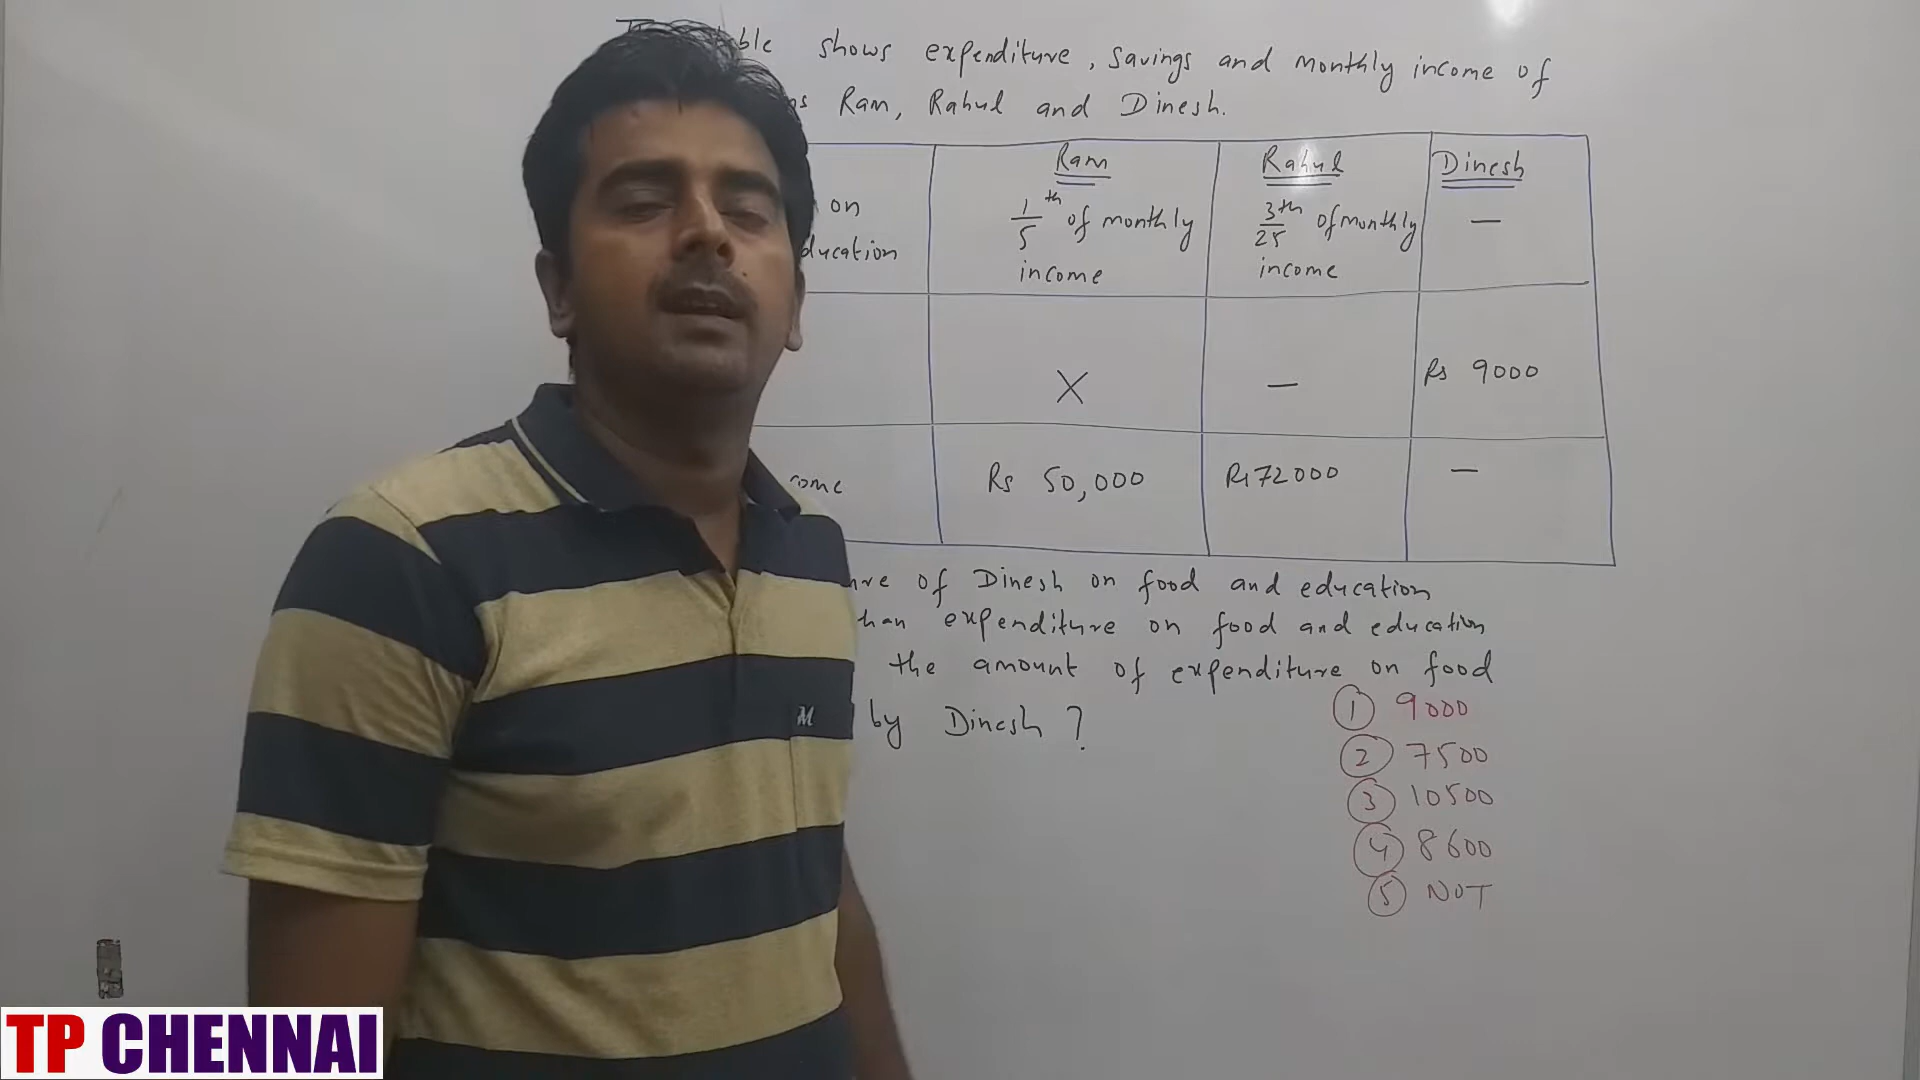 shows expenditure, savings and monthly income of
Ram, Rahul and Dinesh.
Ram Rahul Dinesh
on 1/5 th of monthly income 3/25 th of monthly income —
ducation
X — Rs 9000
ome Rs 50,000 Rs 72000 —
ure of Dinesh on food and education
han expenditure on food and education
the amount of expenditure on food
by Dinesh ?
1 9000
2 7500
3 10500
4 8600
5 NOT
M
TP CHENNAI